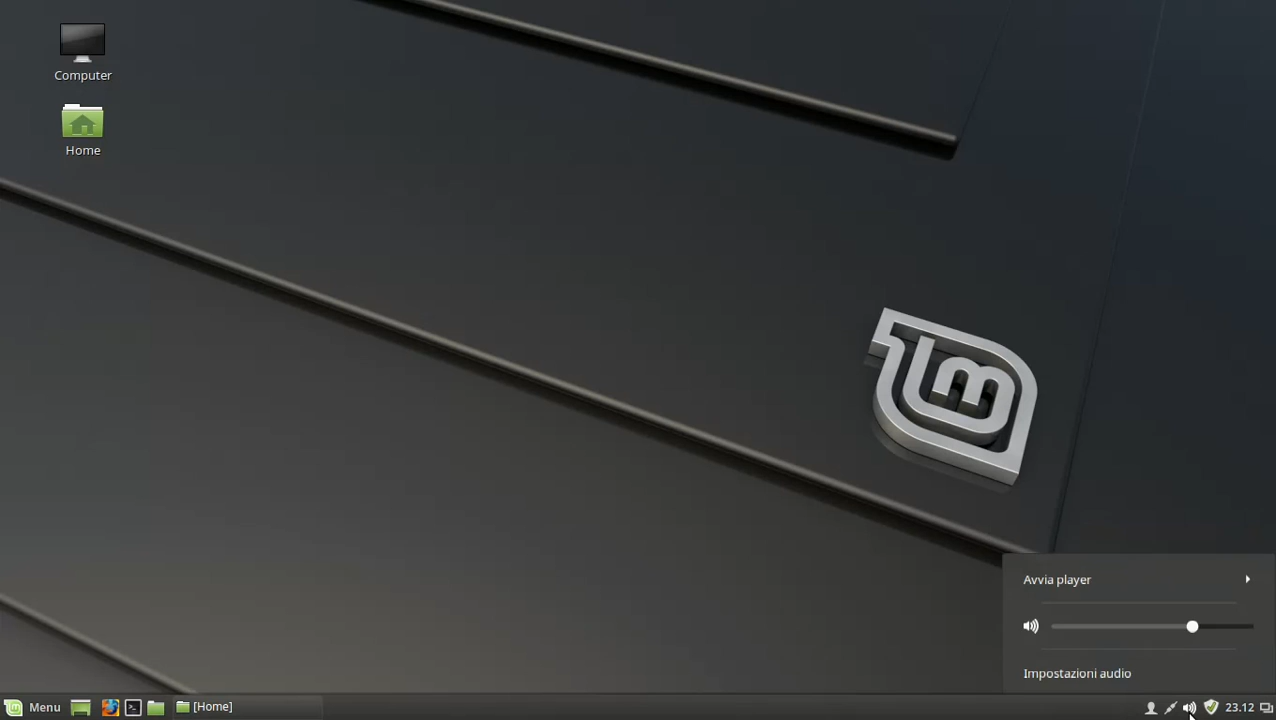 Computer
Home
Avvia player
Impostazioni audio
Menu
[Home]
23.12